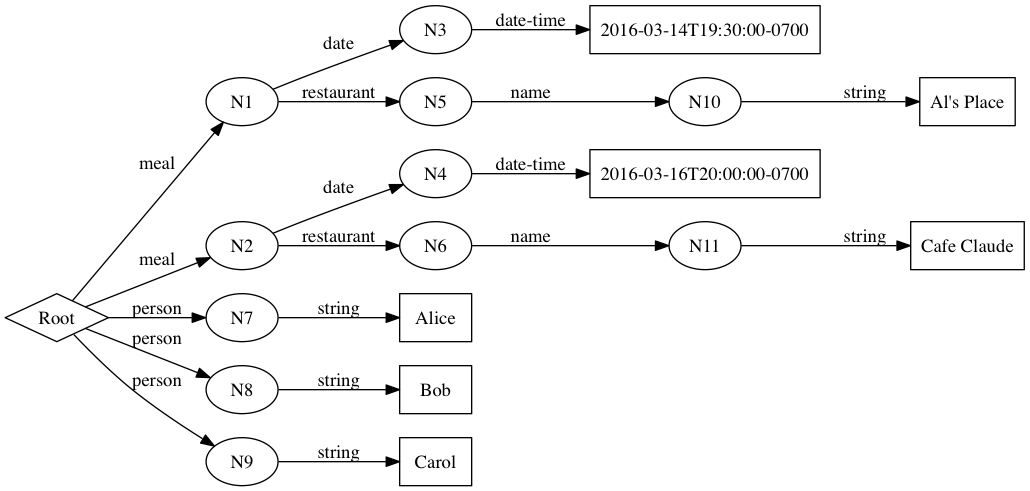 N3
date-time
2016-03-14T19:30:00-0700
date
N1
restaurant
N5
name
N10
string
Al's Place
meal
N4
date-time
2016-03-16T20:00:00-0700
date
N2
restaurant
N6
name
N11
string
Cafe Claude
meal
Root
person
N7
string
Alice
person
N8
string
Bob
person
N9
string
Carol